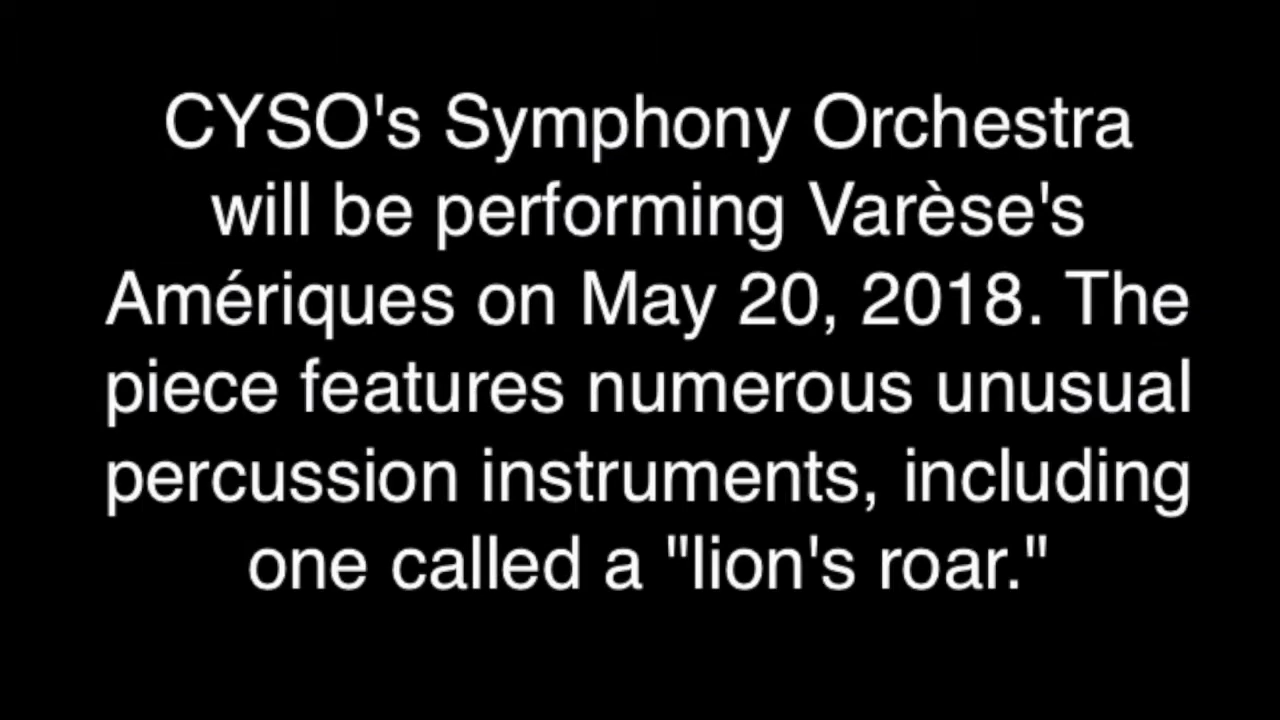 CYSO's Symphony Orchestra
will be performing Varèse's
Amériques on May 20, 2018. The
piece features numerous unusual
percussion instruments, including
one called a "lion's roar."